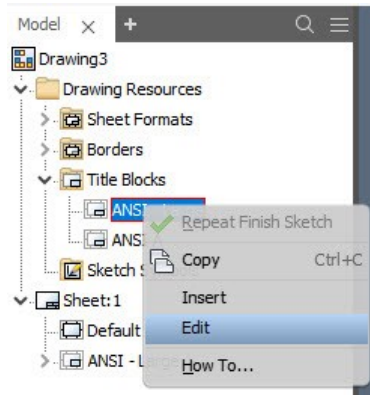 Model
Drawing3
Drawing Resources
Sheet Formats
Borders
Title Blocks
ANSI
Repeat Finish Sketch
ANSI
Copy Ctrl+C
Sketch
Insert
Sheet:1
Edit
Default
ANSI - Large
How To...